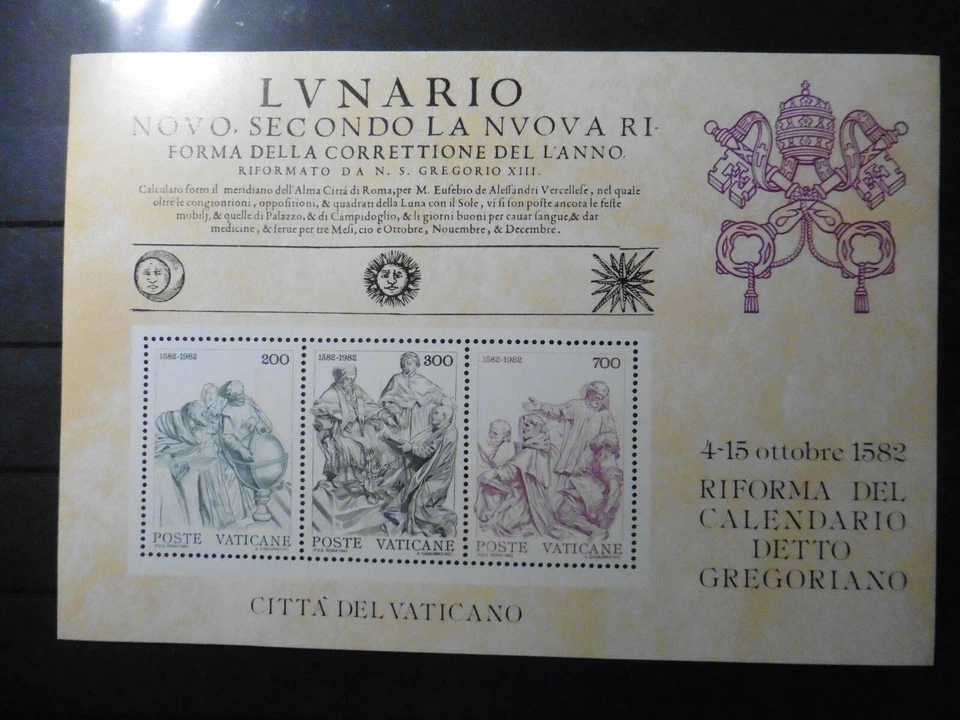 LVNARIO
NOVO, SECONDO LA NVOVA RI-
FORMA DELLA CORRETTIONE DEL L'ANNO.
RIFORMATO DA N. S. GREGORIO XIII.
Calculato sotto il meridiano dell'Alma Città di Roma, per M. Eusebio de Alessandri Vercellese, nel quale
oltre le congiontioni, oppositioni, & quadrati della Luna con il Sole, vi si son poste ancora le feste
mobilj, & quelle di Palazzo, & di Campidoglio, & li giorni buoni per cauar sangue, & dar
medicine, & serue per tre Mesi, cio è Ottobre, Nouembre, & Decembre.
1582-1982 200
POSTE VATICANE
1582-1982 300
POSTE VATICANE
1582-1982 700
POSTE VATICANE
CITTÀ DEL VATICANO
4-15 ottobre 1582
RIFORMA DEL
CALENDARIO
DETTO
GREGORIANO